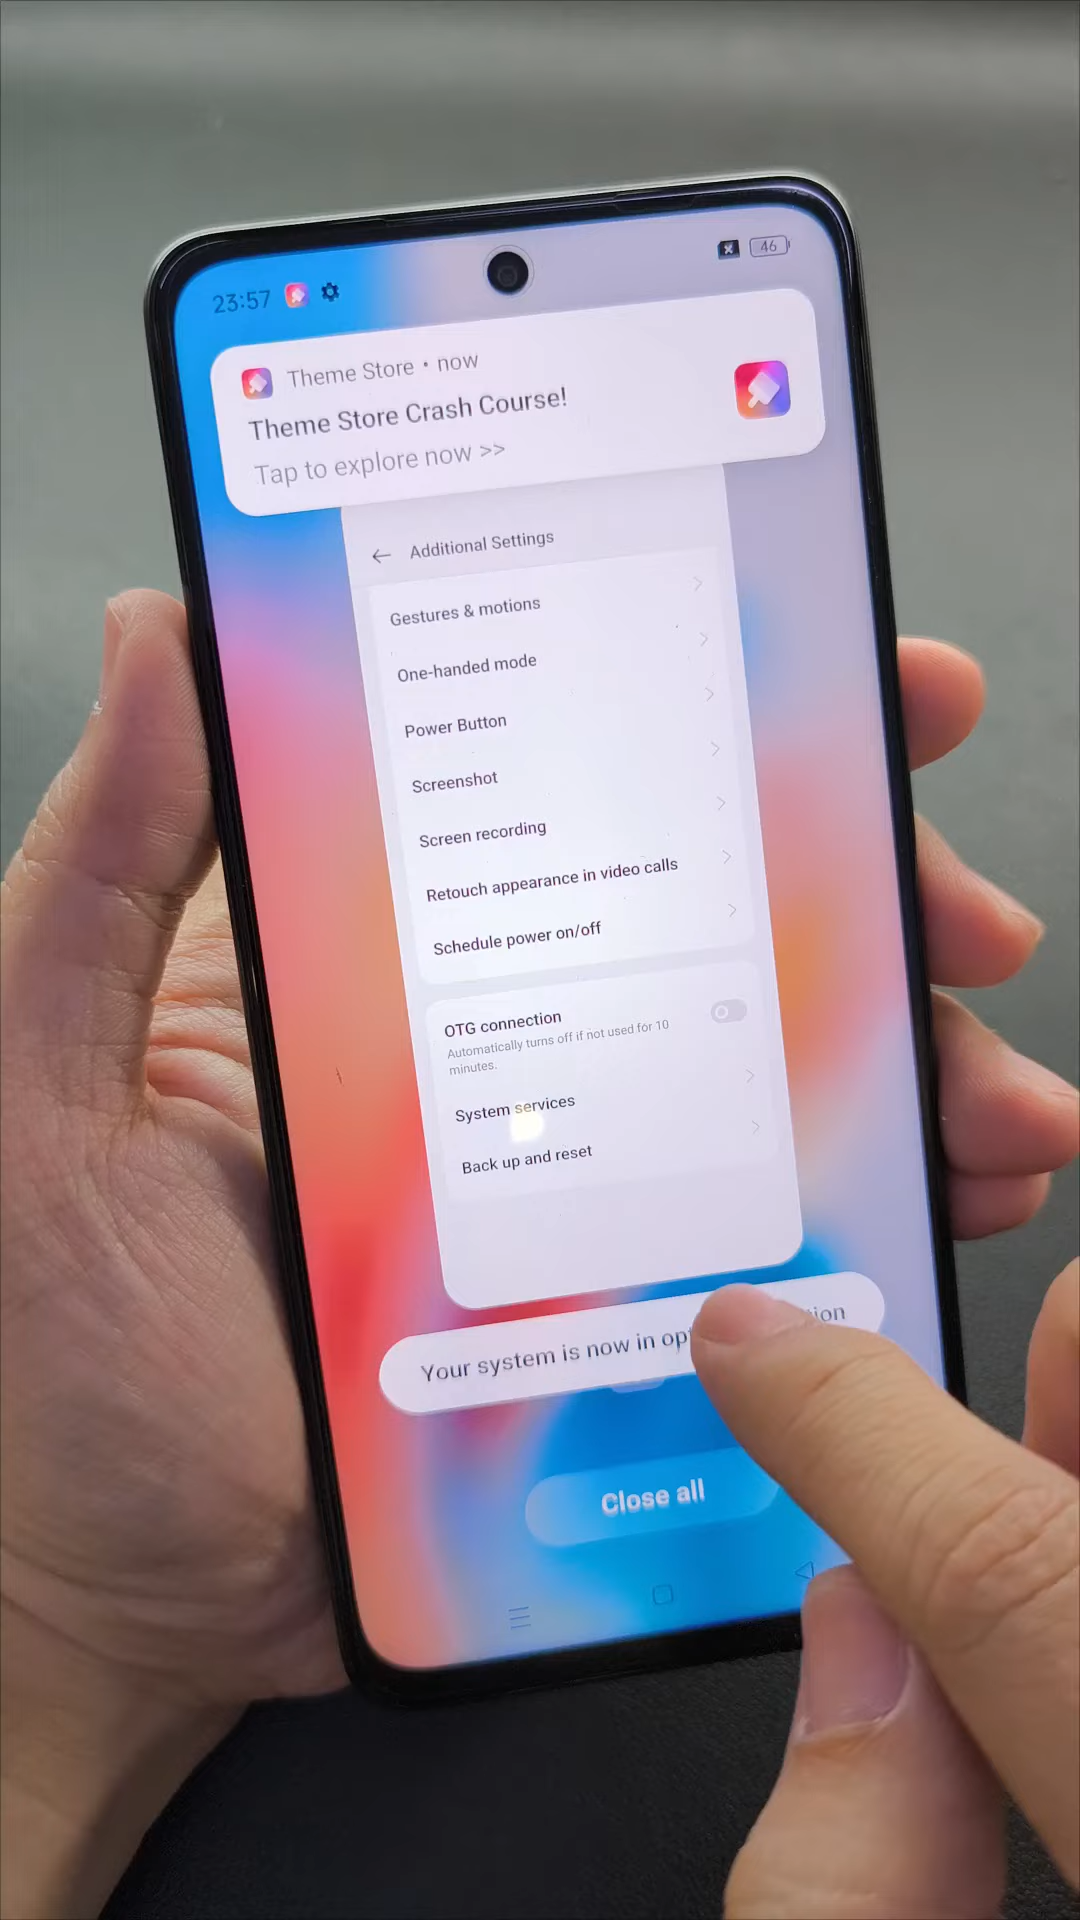 23:57
46
Theme Store • now
Theme Store Crash Course!
Tap to explore now >>
Additional Settings
Gestures & motions
One-handed mode
Power Button
Screenshot
Screen recording
Retouch appearance in video calls
Schedule power on/off
OTG connection
Automatically turns off if not used for 10
minutes.
System services
Back up and reset
Your system is now in
Close all